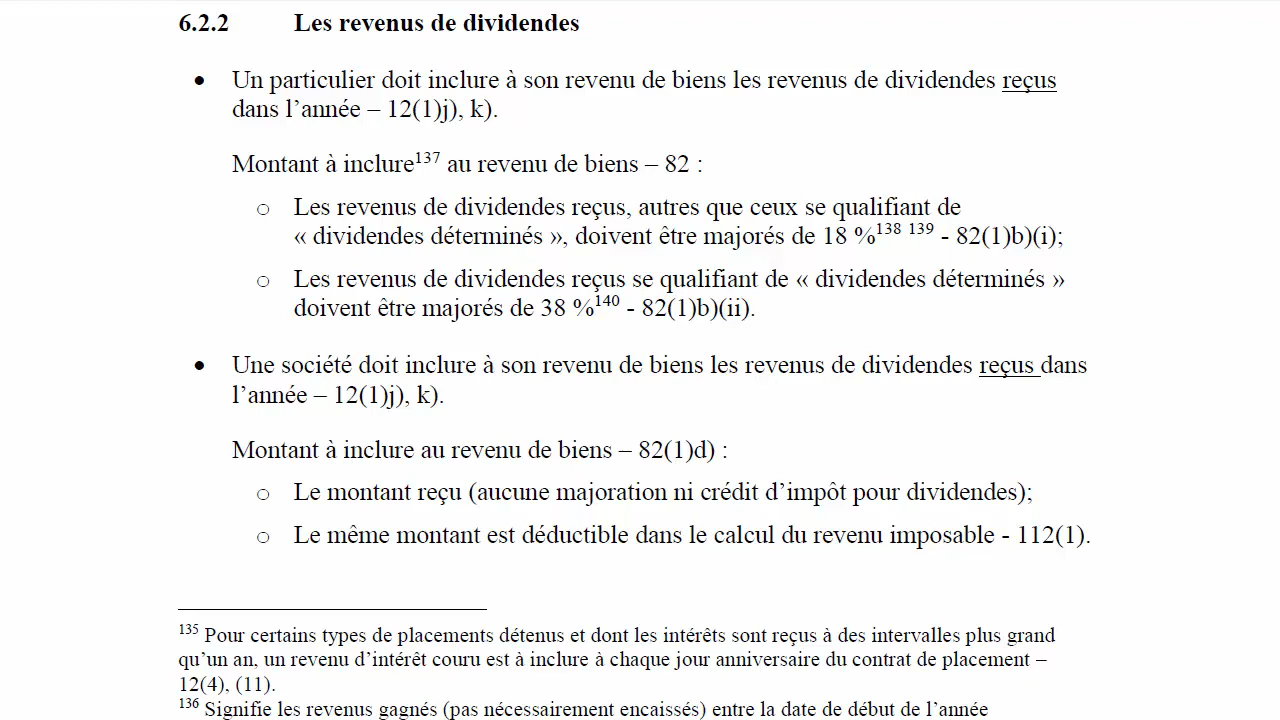 6.2.2 Les revenus de dividendes
• Un particulier doit inclure à son revenu de biens les revenus de dividendes reçus
dans l’année – 12(1)j), k).
Montant à inclure137 au revenu de biens – 82 :
o Les revenus de dividendes reçus, autres que ceux se qualifiant de
« dividendes déterminés », doivent être majorés de 18 %138 139 - 82(1)b)(i);
o Les revenus de dividendes reçus se qualifiant de « dividendes déterminés »
doivent être majorés de 38 %140 - 82(1)b)(ii).
• Une société doit inclure à son revenu de biens les revenus de dividendes reçus dans
l’année – 12(1)j), k).
Montant à inclure au revenu de biens – 82(1)d) :
o Le montant reçu (aucune majoration ni crédit d’impôt pour dividendes);
o Le même montant est déductible dans le calcul du revenu imposable - 112(1).
135 Pour certains types de placements détenus et dont les intérêts sont reçus à des intervalles plus grand
qu’un an, un revenu d’intérêt couru est à inclure à chaque jour anniversaire du contrat de placement –
12(4), (11).
136 Signifie les revenus gagnés (pas nécessairement encaissés) entre la date de début de l’année